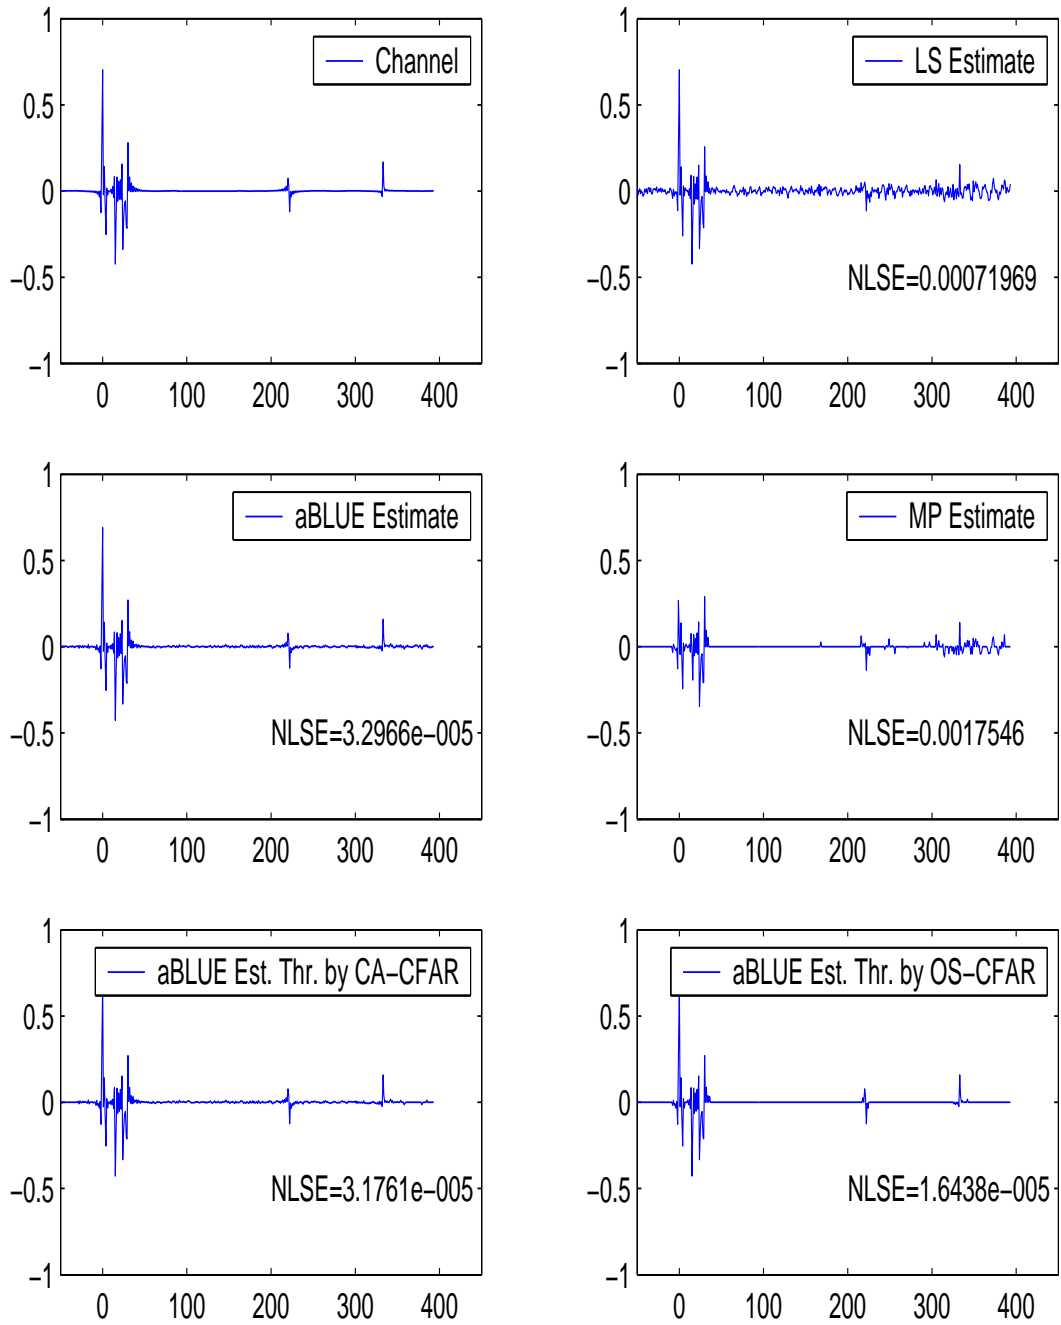 1
0.5
0
−0.5
−1
0 100 200 300 400
Channel
1
0.5
0
−0.5
−1
0 100 200 300 400
LS Estimate
NLSE=0.00071969
1
0.5
0
−0.5
−1
0 100 200 300 400
aBLUE Estimate
NLSE=3.2966e−005
1
0.5
0
−0.5
−1
0 100 200 300 400
MP Estimate
NLSE=0.0017546
1
0.5
0
−0.5
−1
0 100 200 300 400
aBLUE Est. Thr. by CA−CFAR
NLSE=3.1761e−005
1
0.5
0
−0.5
−1
0 100 200 300 400
aBLUE Est. Thr. by OS−CFAR
NLSE=1.6438e−005